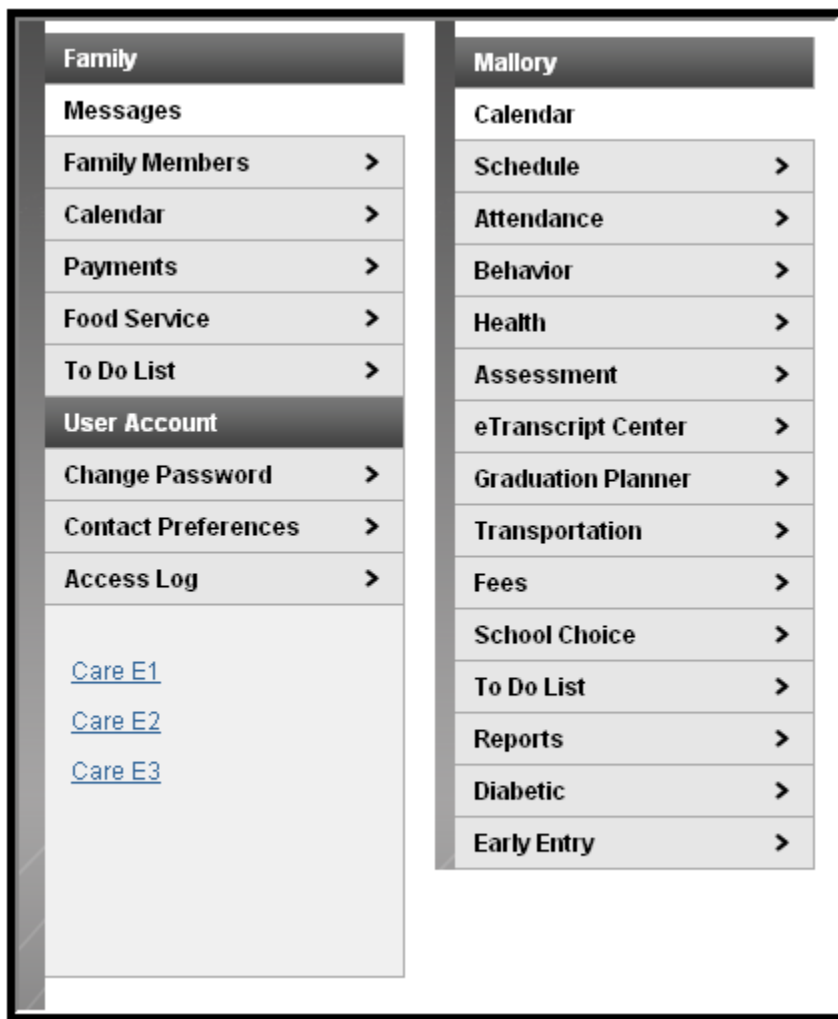 Family
Messages
Family Members
Calendar
Payments
Food Service
To Do List
User Account
Change Password
Contact Preferences
Access Log
Care E1
Care E2
Care E3
Mallory
Calendar
Schedule
Attendance
Behavior
Health
Assessment
eTranscript Center
Graduation Planner
Transportation
Fees
School Choice
To Do List
Reports
Diabetic
Early Entry